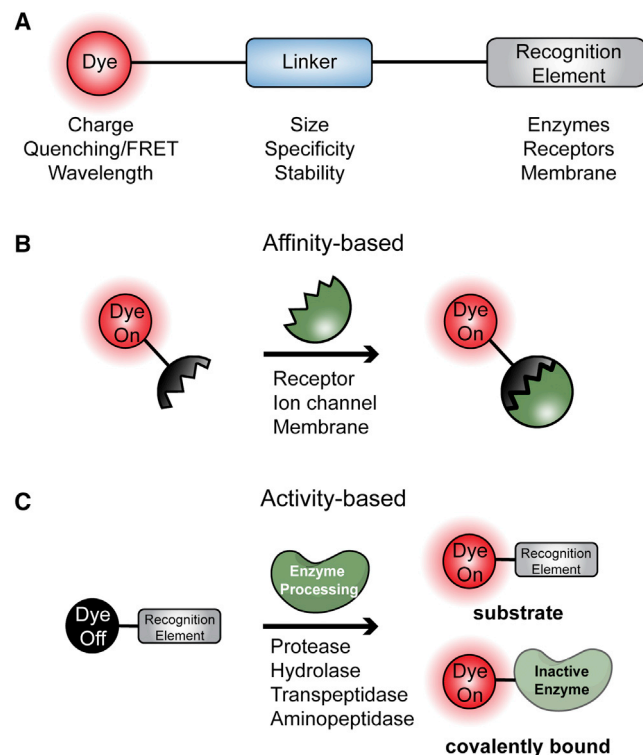 A
Dye
Linker
Recognition
Element
Charge
Quenching/FRET
Wavelength
Size
Specificity
Stability
Enzymes
Receptors
Membrane
B
Affinity-based
Dye
On
Receptor
Ion channel
Membrane
Dye
On
C
Activity-based
Dye
Off
Recognition
Element
Enzyme
Processing
Protease
Hydrolase
Transpeptidase
Aminopeptidase
Dye
On
Recognition
Element
substrate
Dye
On
Inactive
Enzyme
covalently bound